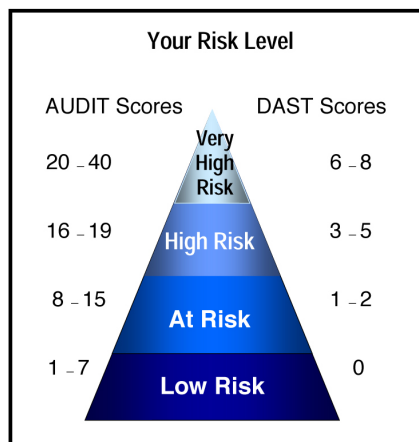 Your Risk Level
AUDIT Scores
DAST Scores
20 – 40
Very
High
Risk
6 – 8
16 – 19
High Risk
3 – 5
8 – 15
At Risk
1 – 2
1 – 7
Low Risk
0